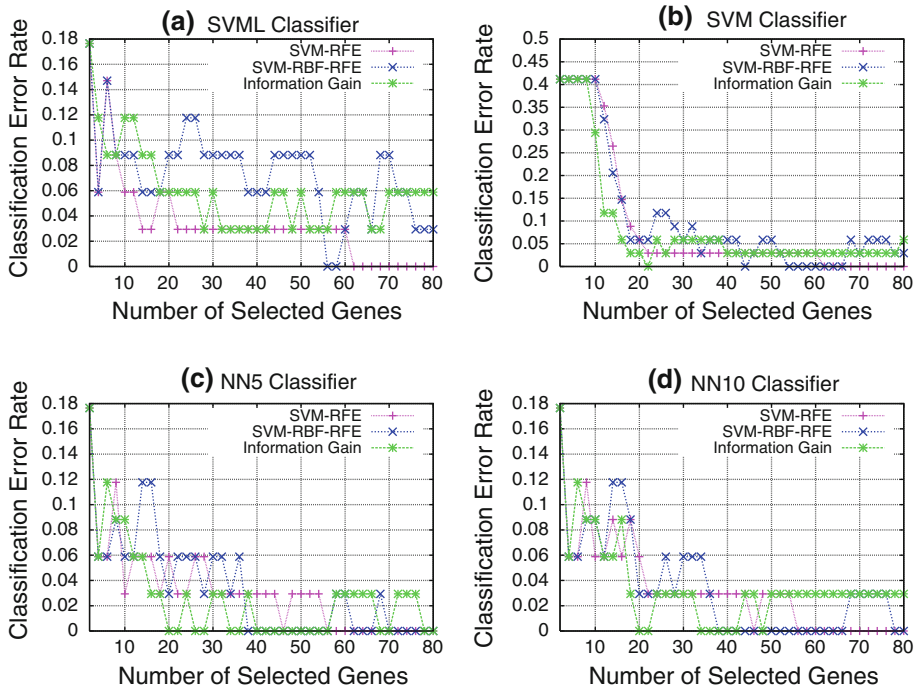 (a) SVML Classifier
Classification Error Rate
0.18
0.16
0.14
0.12
0.1
0.08
0.06
0.04
0.02
0
SVM-RFE
SVM-RBF-RFE
Information Gain
10 20 30 40 50 60 70 80
Number of Selected Genes
(b) SVM Classifier
Classification Error Rate
0.5
0.45
0.4
0.35
0.3
0.25
0.2
0.15
0.1
0.05
0
SVM-RFE
SVM-RBF-RFE
Information Gain
10 20 30 40 50 60 70 80
Number of Selected Genes
(c) NN5 Classifier
Classification Error Rate
0.18
0.16
0.14
0.12
0.1
0.08
0.06
0.04
0.02
0
SVM-RFE
SVM-RBF-RFE
Information Gain
10 20 30 40 50 60 70 80
Number of Selected Genes
(d) NN10 Classifier
Classification Error Rate
0.18
0.16
0.14
0.12
0.1
0.08
0.06
0.04
0.02
0
SVM-RFE
SVM-RBF-RFE
Information Gain
10 20 30 40 50 60 70 80
Number of Selected Genes